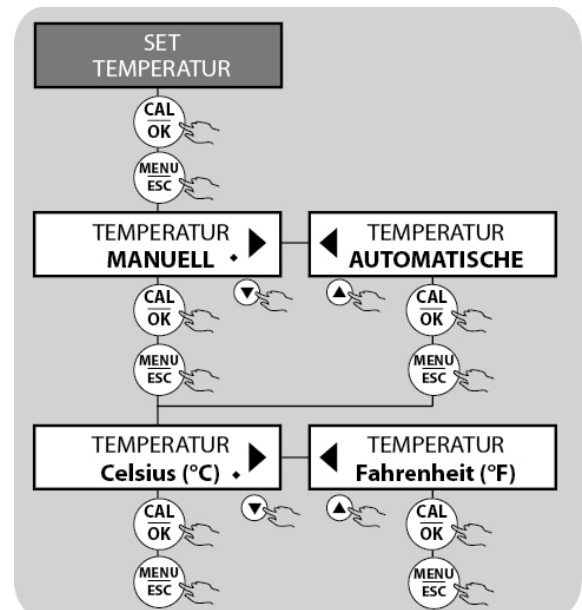 SET
TEMPERATUR
CAL
OK
MENU
ESC
TEMPERATUR
MANUELL
TEMPERATUR
AUTOMATISCHE
CAL
OK
CAL
OK
MENU
ESC
MENU
ESC
TEMPERATUR
Celsius (°C)
TEMPERATUR
Fahrenheit (°F)
CAL
OK
CAL
OK
MENU
ESC
MENU
ESC